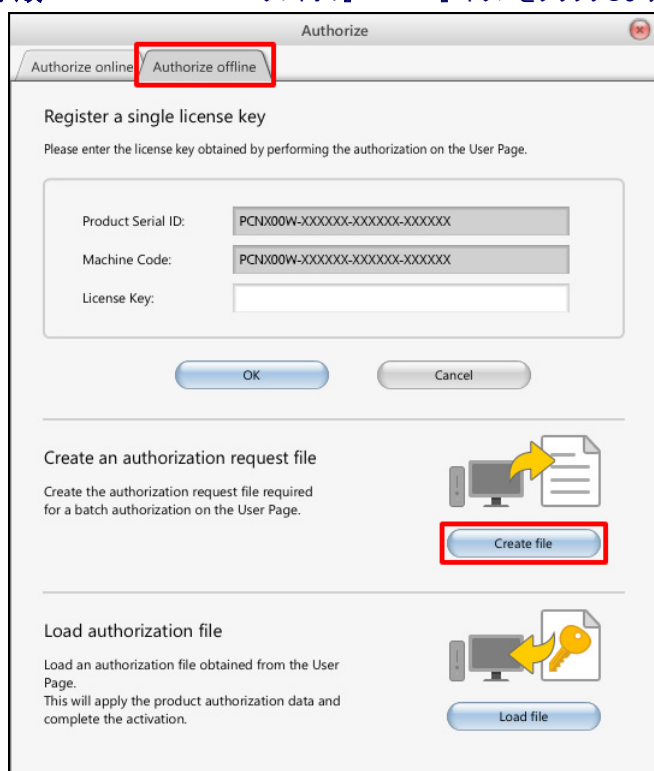 Authorize
Authorize online
Authorize offline
Register a single license key
Please enter the license key obtained by performing the authorization on the User Page.
Product Serial ID:
PCNX00W-XXXXXX-XXXXXX-XXXXXX
Machine Code:
PCNX00W-XXXXXX-XXXXXX-XXXXXX
License Key:
OK
Cancel
Create an authorization request file
Create the authorization request file required
for a batch authorization on the User Page.
Create file
Load authorization file
Load an authorization file obtained from the User
Page.
This will apply the product authorization data and
complete the activation.
Load file